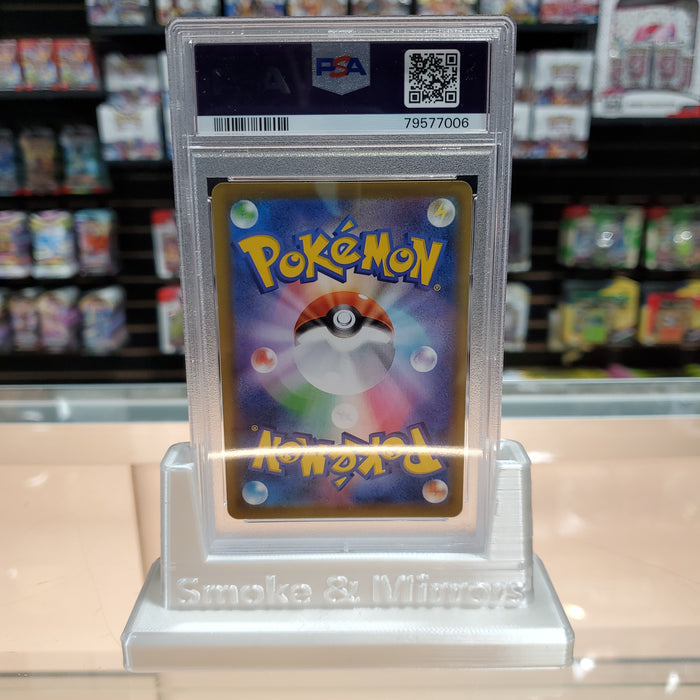 PSA
79577006
POKéMON
®
POKéMON
®
Smoke & Mirrors